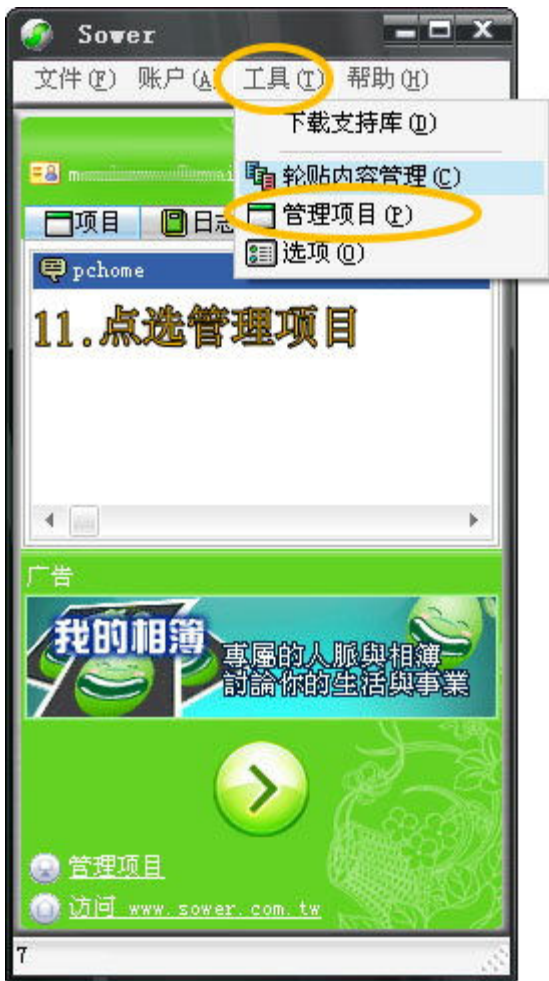 Sower
文件(F) 账户(A) 工具(T) 帮助(H)
下载支持库(D)
轮贴内容管理(C)
管理项目(P)
选项(O)
项目 日志
pchome
11.点选管理项目
广告
我的相簿
專屬的人脈與相簿
討論你的生活與事業
管理项目
访问 www.sower.com.tw
7